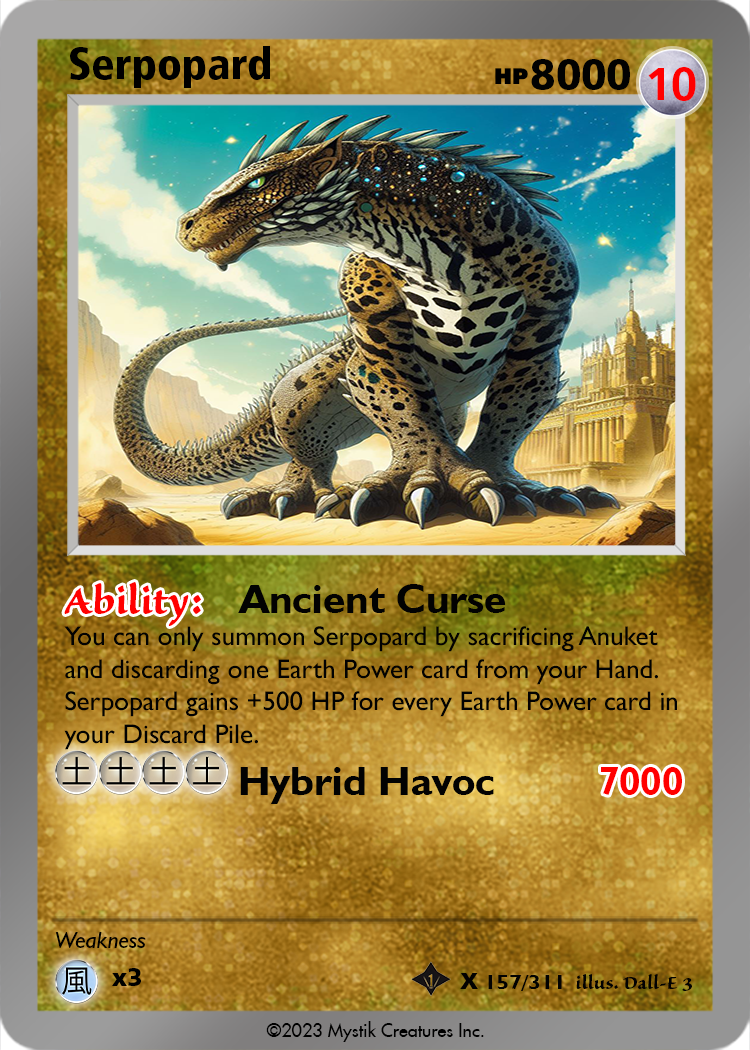 Serpopard HP8000 10
Ability: Ancient Curse
You can only summon Serpopard by sacrificing Anuket
and discarding one Earth Power card from your Hand.
Serpopard gains +500 HP for every Earth Power card in
your Discard Pile.
土土土土 Hybrid Havoc 7000
Weakness
風 x3 1 X 157/311 illus. Dall-E 3
©2023 Mystik Creatures Inc.